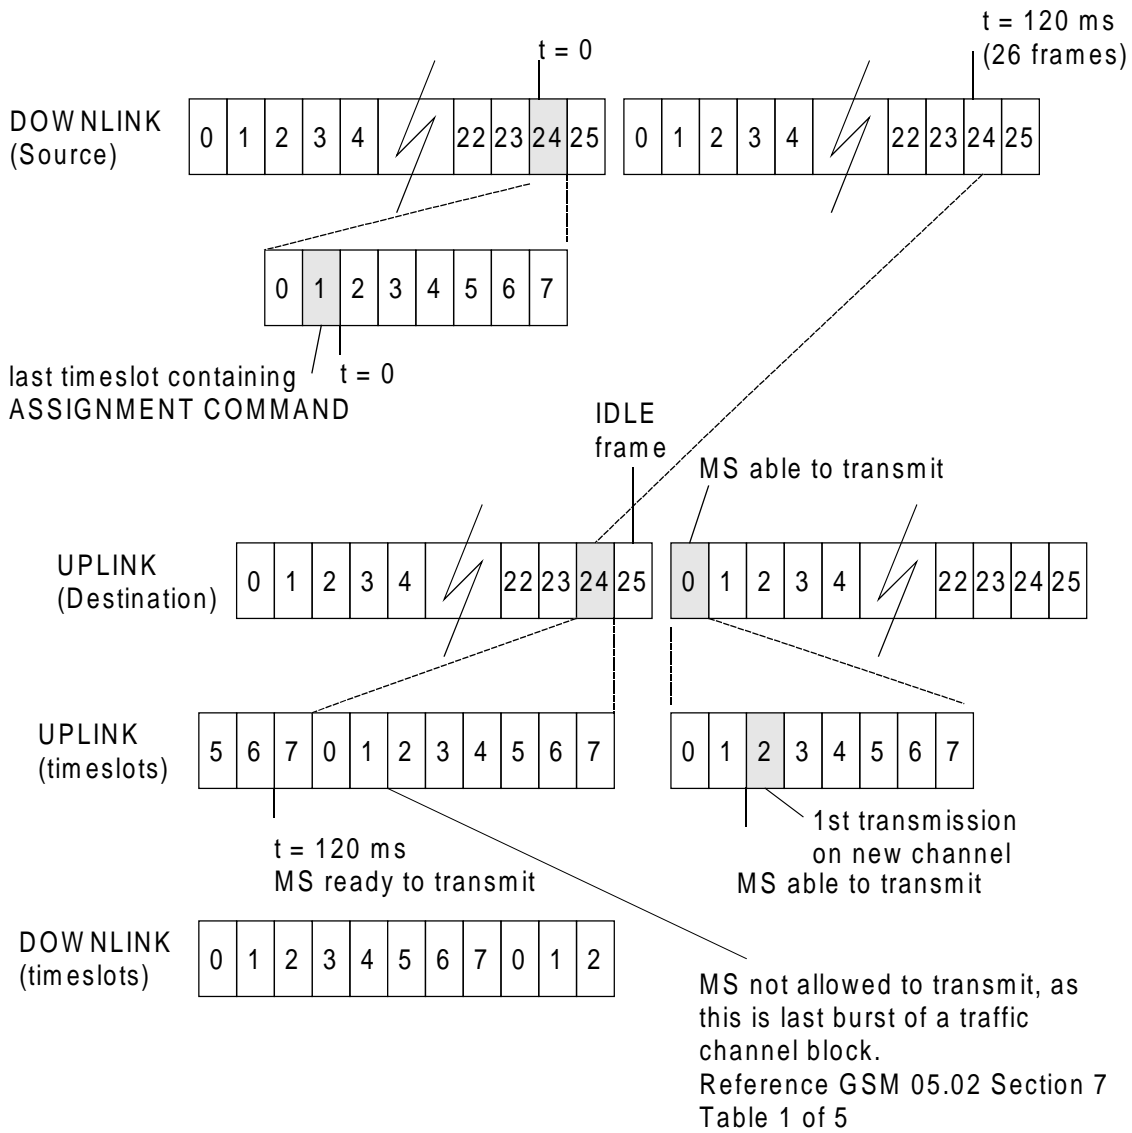 t = 120 ms
(26 frames)
t = 0
DOWNLINK
(Source)
0 1 2 3 4 22 23 24 25 0 1 2 3 4 22 23 24 25
0 1 2 3 4 5 6 7
last timeslot containing
ASSIGNMENT COMMAND
t = 0
IDLE
frame
MS able to transmit
UPLINK
(Destination)
0 1 2 3 4 22 23 24 25 0 1 2 3 4 22 23 24 25
UPLINK
(timeslots)
5 6 7 0 1 2 3 4 5 6 7 0 1 2 3 4 5 6 7
t = 120 ms
MS ready to transmit
1st transmission
on new channel
MS able to transmit
DOWNLINK
(timeslots)
0 1 2 3 4 5 6 7 0 1 2
MS not allowed to transmit, as
this is last burst of a traffic
channel block.
Reference GSM 05.02 Section 7
Table 1 of 5